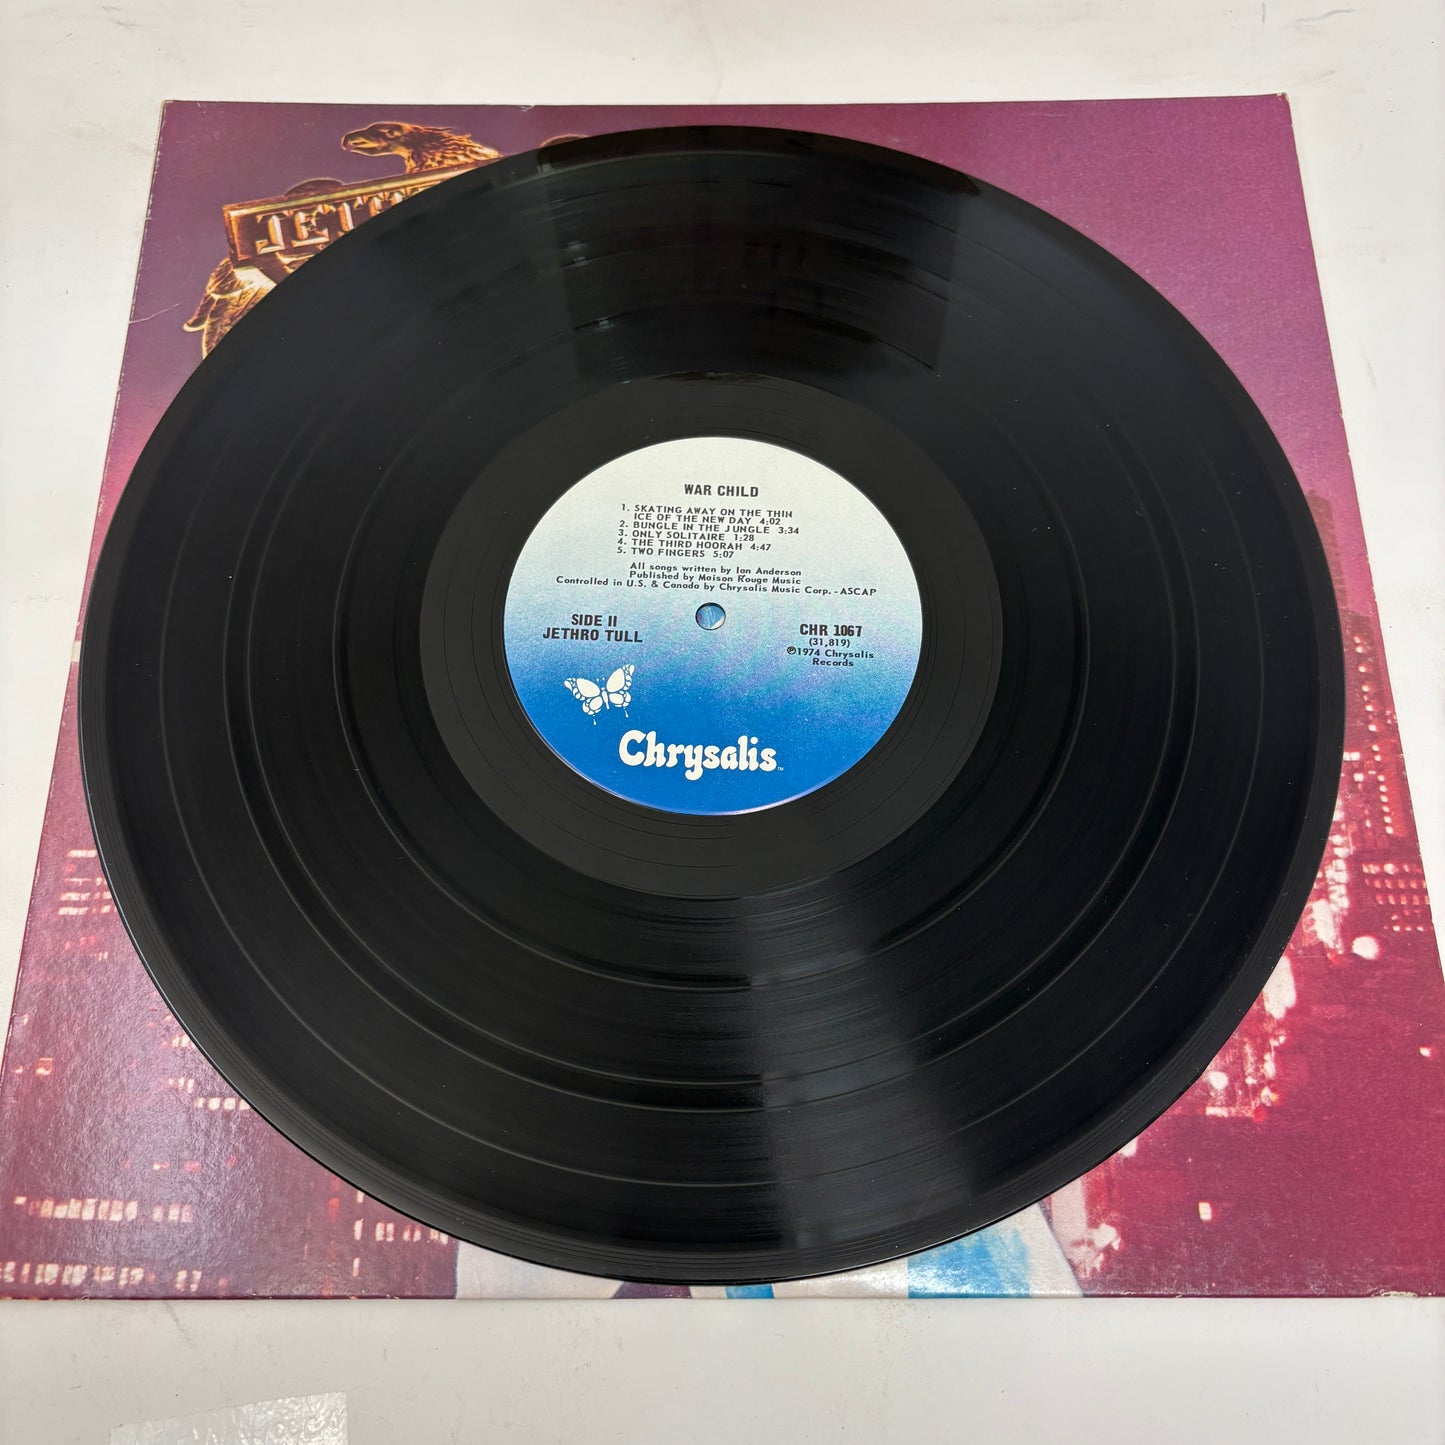 JET
WAR CHILD
1. SKATING AWAY ON THE THIN
ICE OF THE NEW DAY 4:02
2. BUNGLE IN THE JUNGLE 3:34
3. ONLY SOLITAIRE 1:28
4. THE THIRD HOORAH 4:47
5. TWO FINGERS 5:07
All songs written by Ian Anderson
Published by Maison Rouge Music
Controlled in U.S. & Canada by Chrysalis Music Corp. - ASCAP
SIDE II
JETHRO TULL
CHR 1067
(31,819)
℗1974 Chrysalis
Records
Chrysalis™